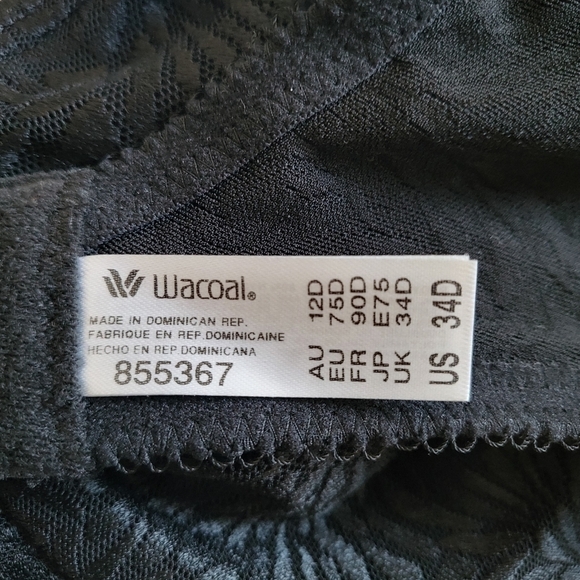 Wacoal®
MADE IN DOMINICAN REP.
FABRIQUE EN REP.DOMINICAINE
HECHO EN REP.DOMINICANA
855367
AU 12D
EU 75D
FR 90D
JP E75
UK 34D
US 34D